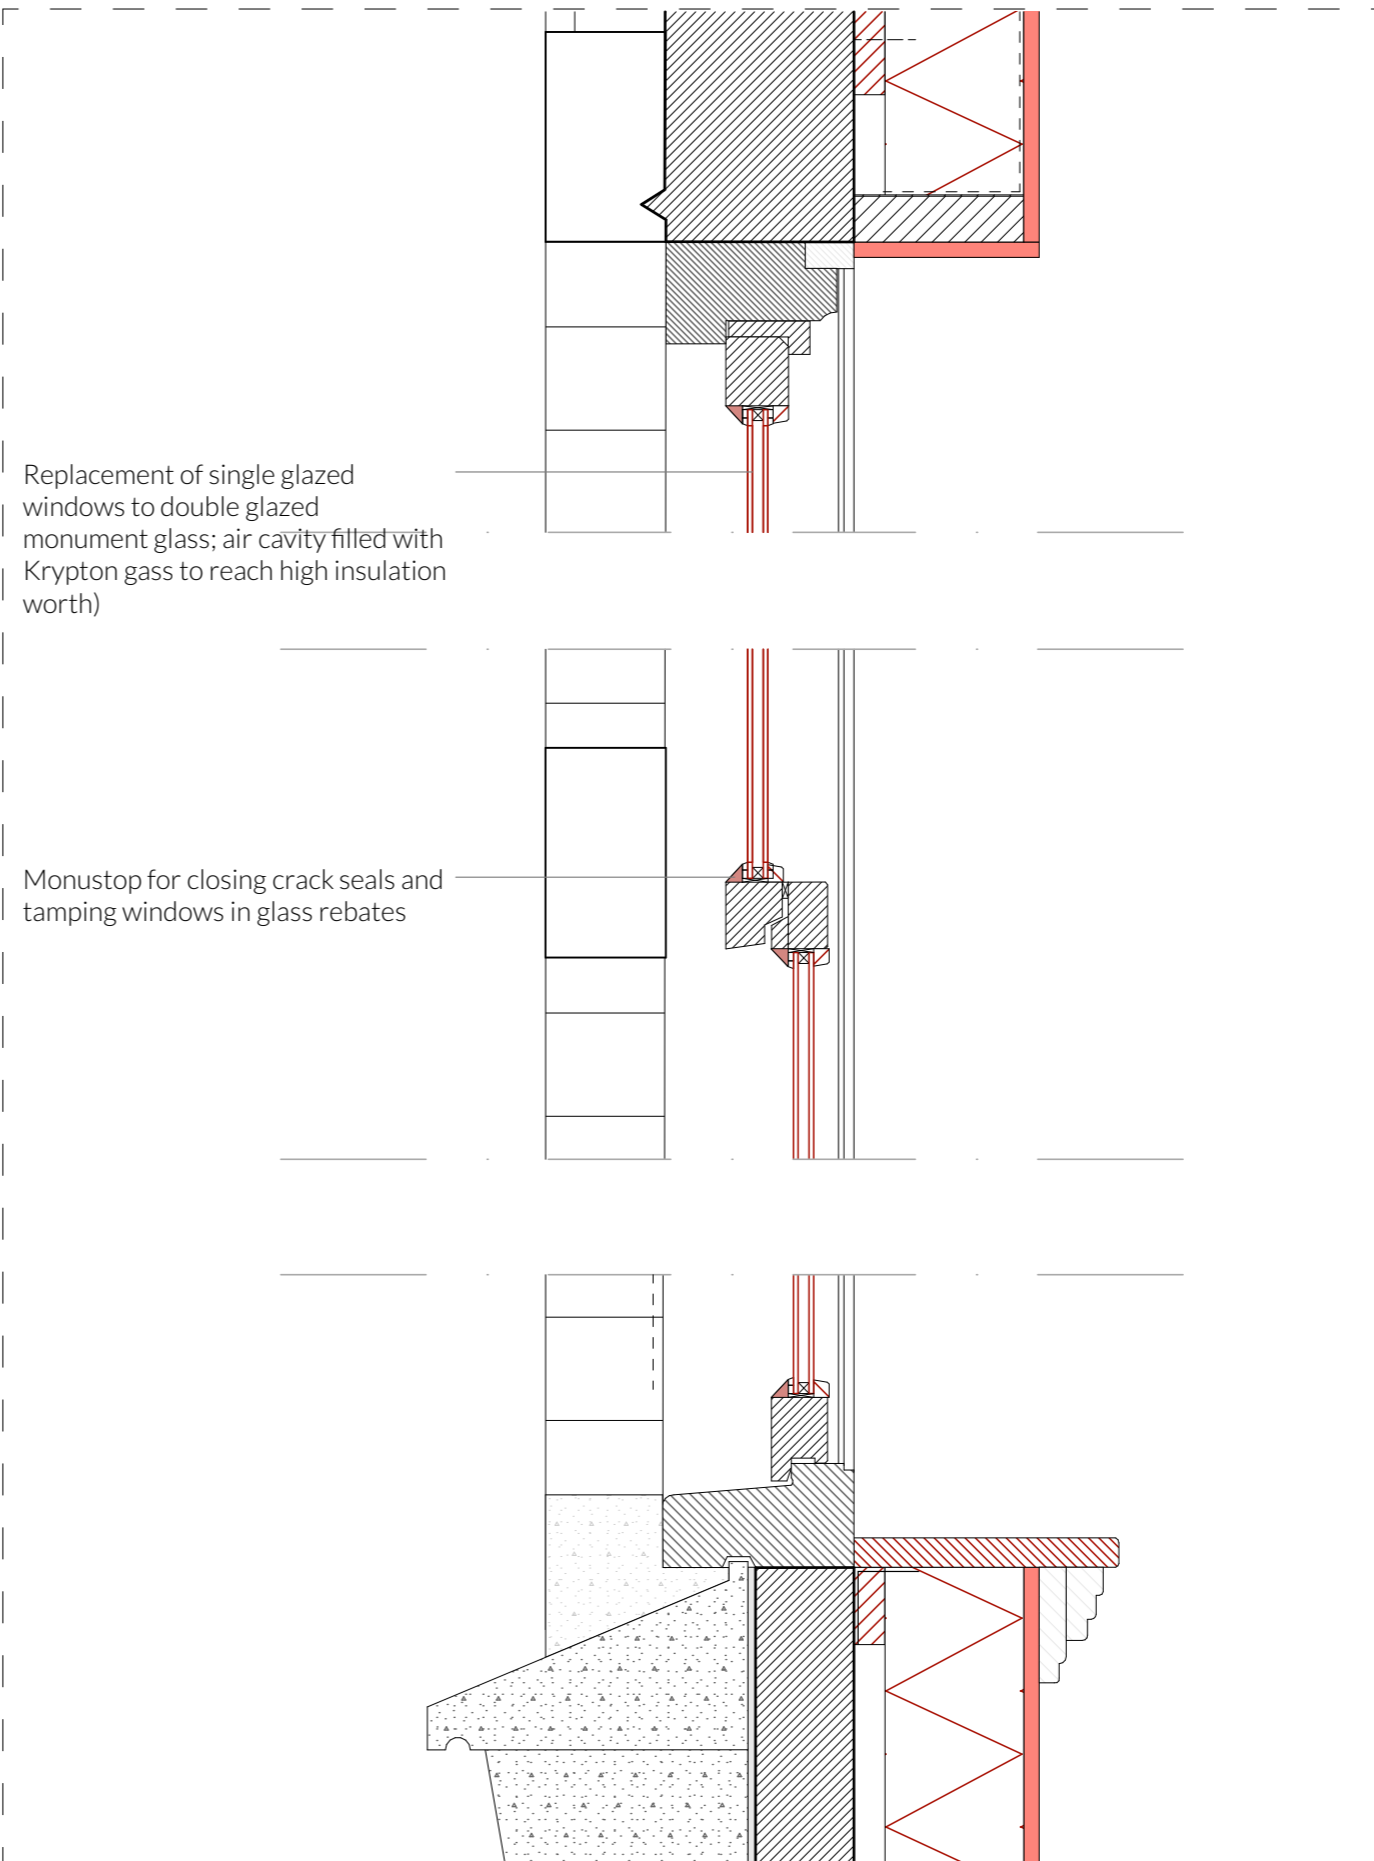 Replacement of single glazed
windows to double glazed
monument glass; air cavity filled with
Krypton gass to reach high insulation
worth)
Monustop for closing crack seals and
tamping windows in glass rebates